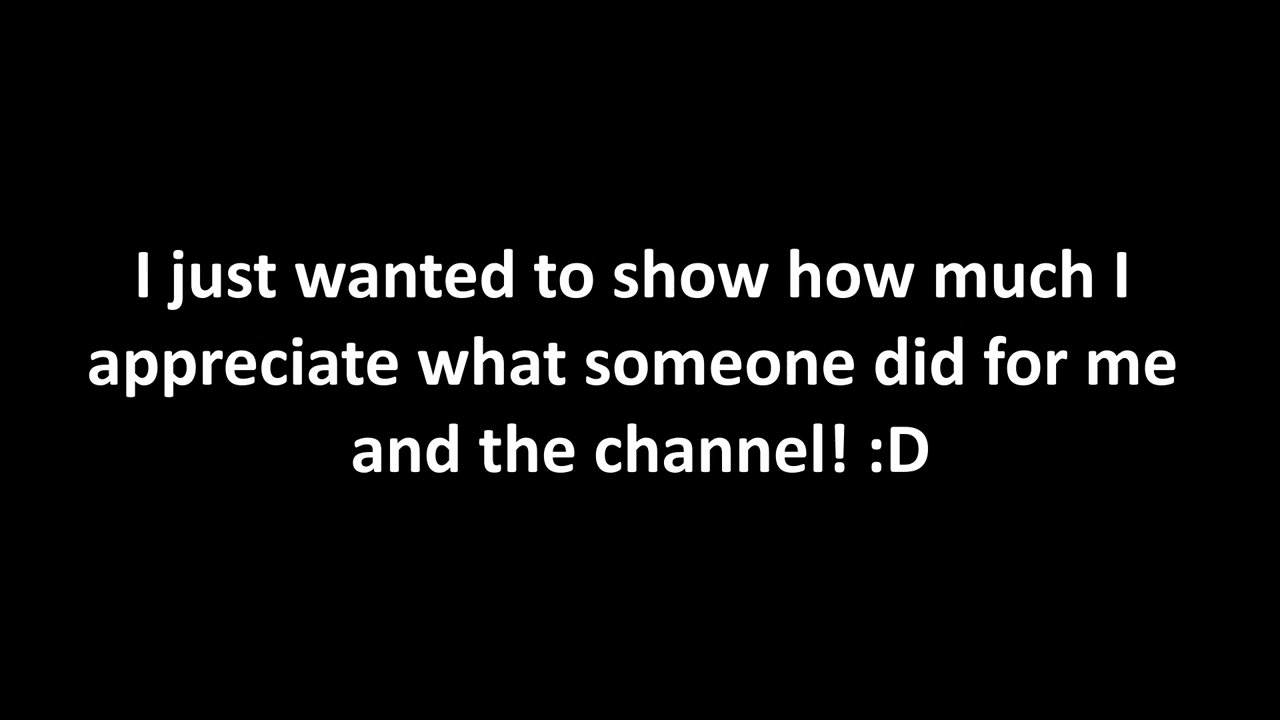 I just wanted to show how much I
appreciate what someone did for me
and the channel! :D